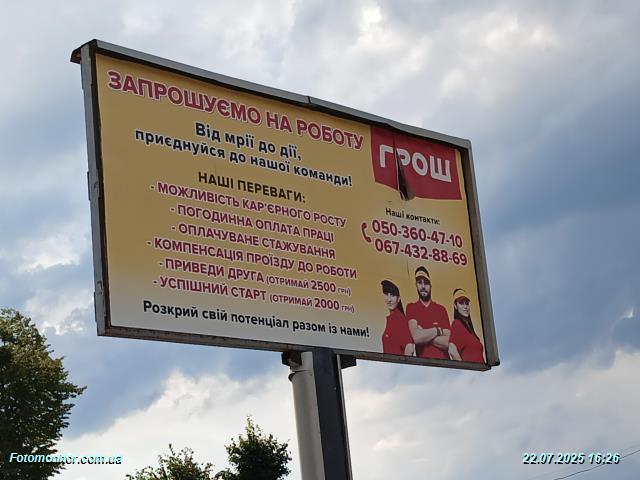 ЗАПРОШУЄМО НА РОБОТУ
Від мрії до дії,
приєднуйся до нашої команди!
ГРОШ
НАШІ ПЕРЕВАГИ:
- МОЖЛИВІСТЬ КАР'ЄРНОГО РОСТУ
- ПОГОДИННА ОПЛАТА ПРАЦІ
- ОПЛАЧУВАНЕ СТАЖУВАННЯ
- КОМПЕНСАЦІЯ ПРОЇЗДУ ДО РОБОТИ
- ПРИВЕДИ ДРУГА (ОТРИМАЙ 2500 ГРН)
- УСПІШНИЙ СТАРТ (ОТРИМАЙ 2000 ГРН)
Наші контакти:
050-360-47-10
067-432-88-69
Розкрий свій потенціал разом із нами!
Fotomonitor.com.ua
22.07.2025 16:26